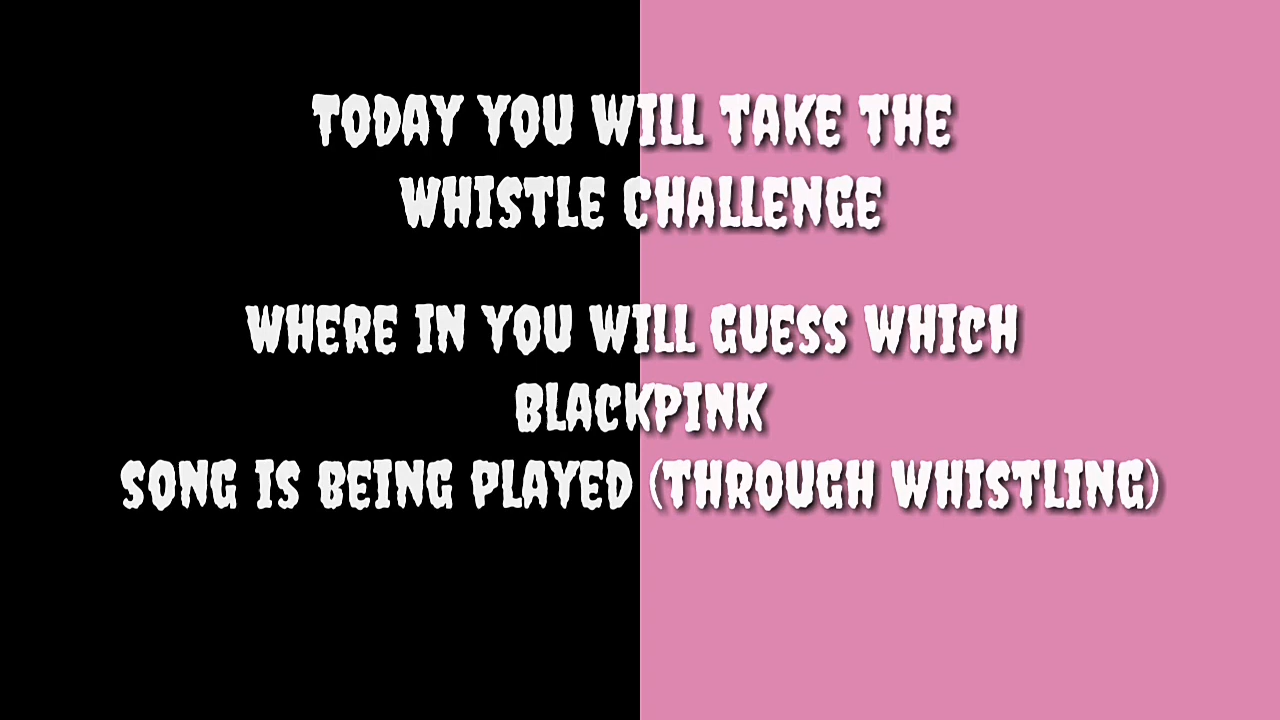 TODAY YOU WILL TAKE THE
WHISTLE CHALLENGE
WHERE IN YOU WILL GUESS WHICH
BLACKPINK
SONG IS BEING PLAYED (THROUGH WHISTLING)